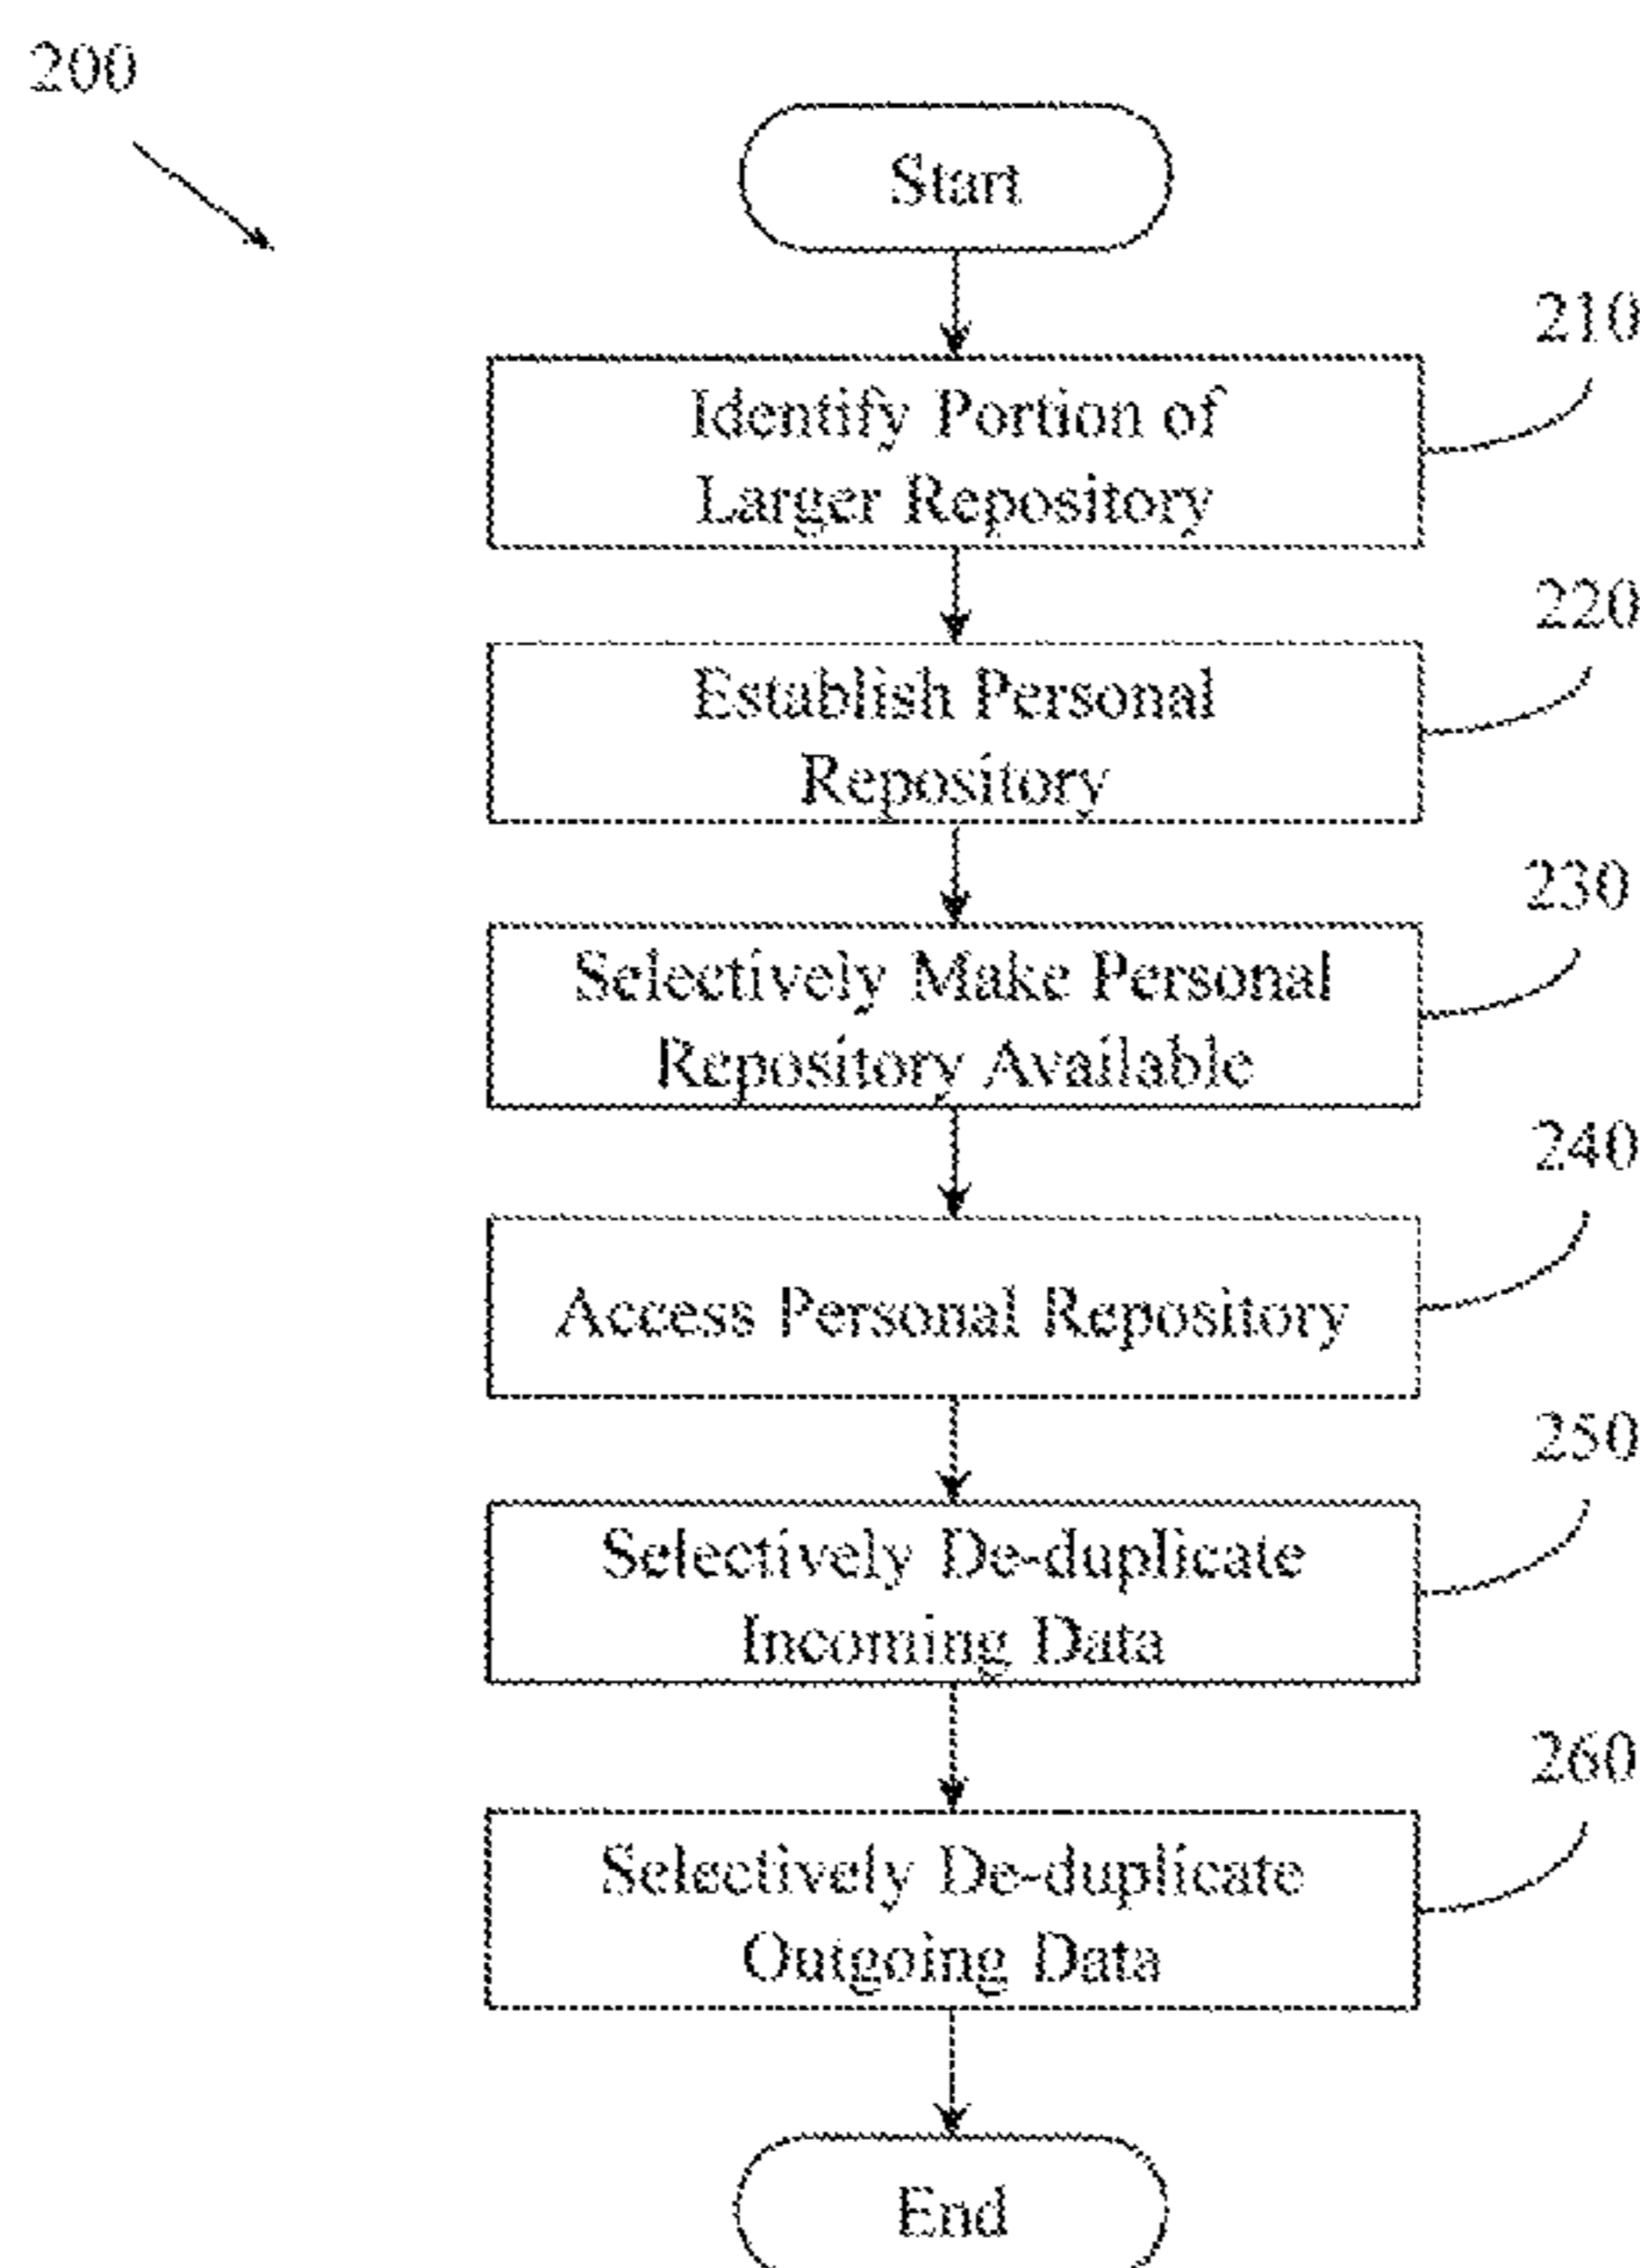 200
Start
210
Identify Portion of
Larger Repository
220
Establish Personal
Repository
230
Selectively Make Personal
Repository Available
240
Access Personal Repository
250
Selectively De-duplicate
Incoming Data
260
Selectively De-duplicate
Outgoing Data
End